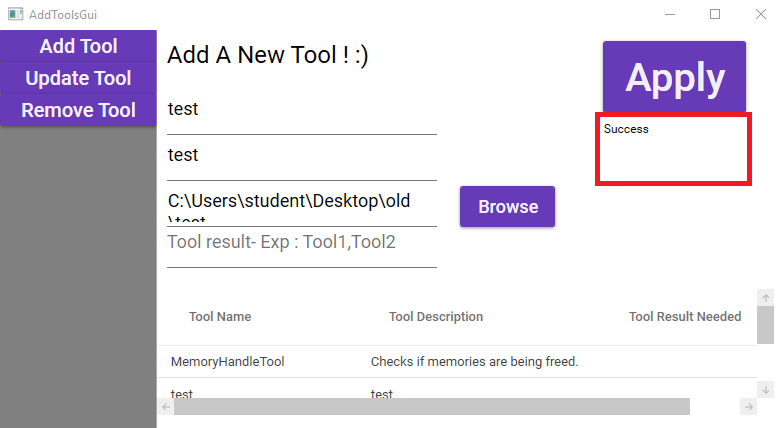 AddToolsGui
Add Tool
Update Tool
Remove Tool
Add A New Tool ! :)
Apply
Success
test
test
C:\Users\student\Desktop\old
\test
Browse
Tool result- Exp : Tool1,Tool2
Tool Name Tool Description Tool Result Needed
MemoryHandleTool Checks if memories are being freed.
test test